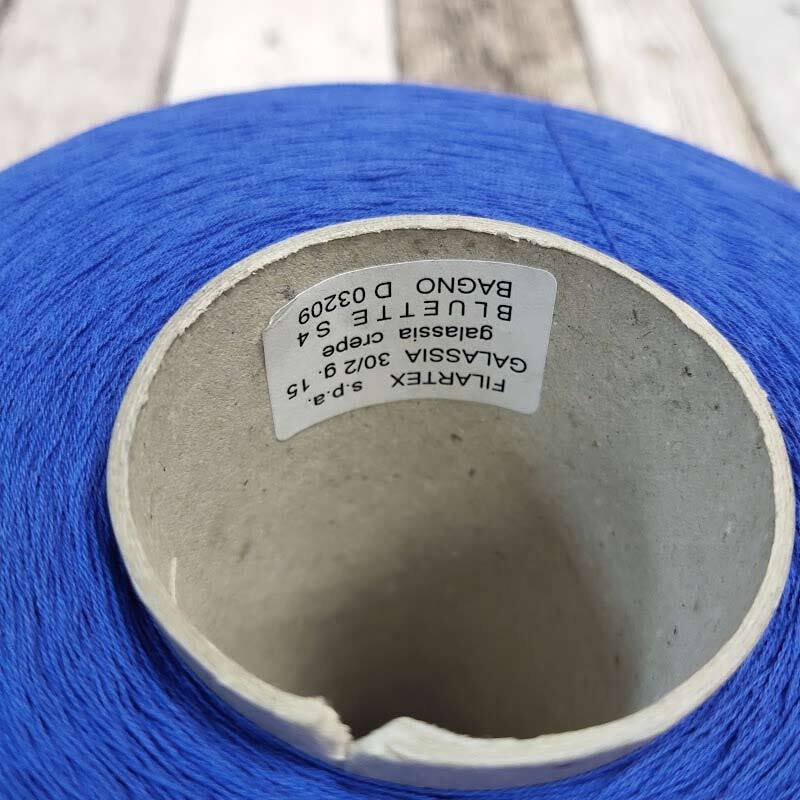 FILARTEX s.p.a.
GALASSIA 30/2 g. 15
galassia crepe
BLUETTE S 4
BAGNO D 03209